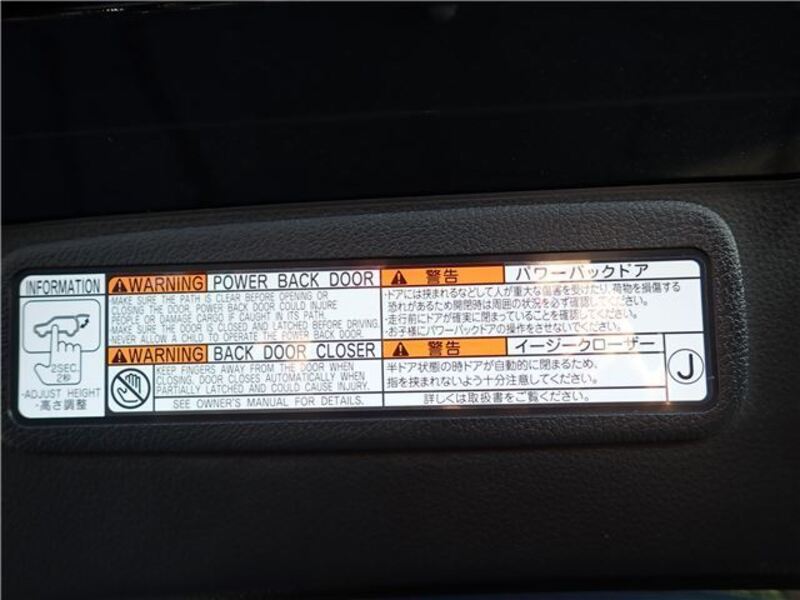 INFORMATION
2SEC.
2秒
-ADJUST HEIGHT
-高さ調整
WARNING POWER BACK DOOR
MAKE SURE THE PATH IS CLEAR BEFORE OPENING OR
CLOSING THE DOOR. POWER BACK DOOR COULD INJURE
PEOPLE OR DAMAGE CARE IF CAUGHT IN ITS PATH.
MAKE SURE THE DOOR IS CLOSED AND LATCHED BEFORE DRIVING.
NEVER ALLOW A CHILD TO OPERATE THE POWER BACK DOOR.
WARNING BACK DOOR CLOSER
KEEP FINGERS AWAY FROM THE DOOR WHEN
CLOSING, DOOR CLOSES AUTOMATICALLY WHEN
PARTIALLY LATCHED AND COULD CAUSE INJURY.
SEE OWNER'S MANUAL FOR DETAILS.
警告 パワーバックドア
・ドアには挟まれるなどして人が重大な傷害を受けたり、荷物を損傷する
恐れがあるため開閉時は周囲の状況を必ず確認してください。
・走行前にドアが確実に閉まっていることを確認してください。
・お子様にパワーバックドアの操作をさせないでください。
警告 イージークローザー
半ドア状態の時ドアが自動的に閉まるため、
指を挟まれないよう十分注意してください。
詳しくは取扱書をご覧ください。
J